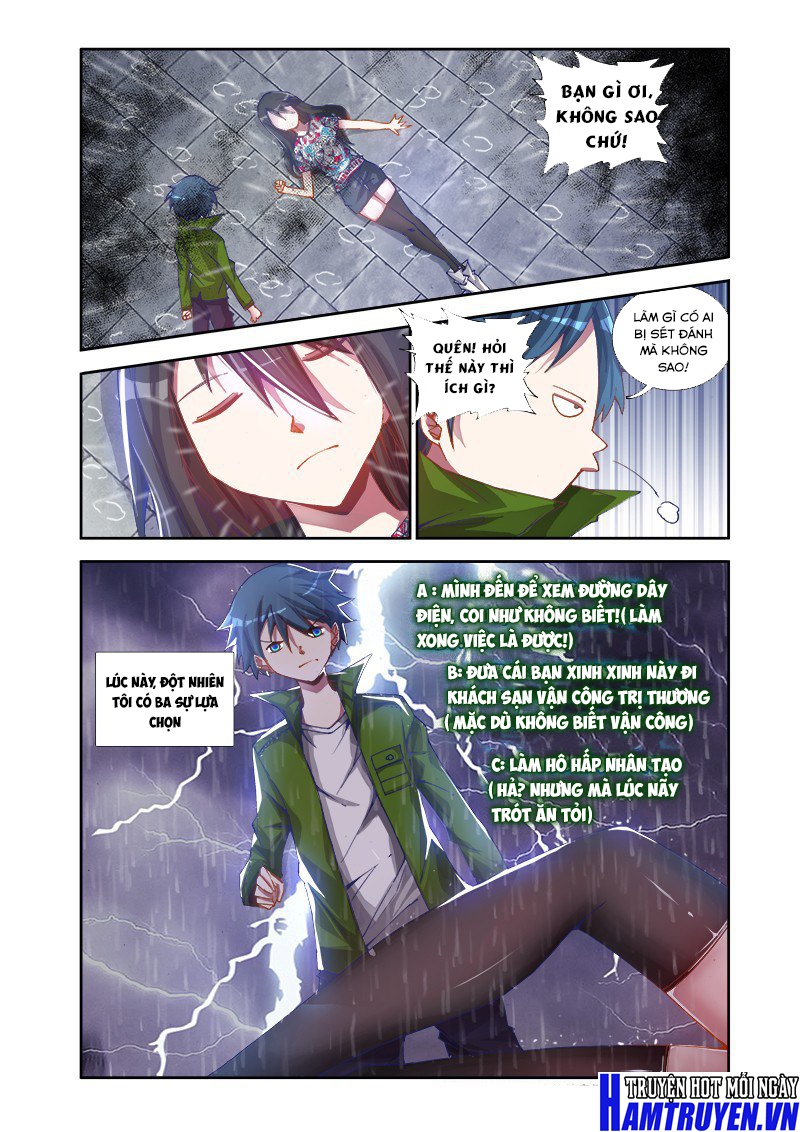 BẠN GÌ ƠI,
KHÔNG SAO
CHỨ!
QUÊN! HỎI
THẾ NÀY THÌ
ÍCH GÌ?
LÀM GÌ CÓ AI
BỊ SÉT ĐÁNH
MÀ KHÔNG
SAO!
LÚC NÀY, ĐỘT NHIÊN
TÔI CÓ BA SỰ LỰA
CHỌN
A : MÌNH ĐẾN ĐỂ XEM ĐƯỜNG DÂY
ĐIỆN, COI NHƯ KHÔNG BIẾT!( LÀM
XONG VIỆC LÀ ĐƯỢC!)
B: ĐƯA CÁI BẠN XINH XINH NÀY ĐI
KHÁCH SẠN VẬN CÔNG TRỊ THƯƠNG
( MẶC DÙ KHÔNG BIẾT VẬN CÔNG)
C: LÀM HÔ HẤP NHÂN TẠO
( HẢ? NHƯNG MÀ LÚC NÃY
TRÓT ĂN TỎI)
TRUYỆN HOT MỖI NGÀY
HAMTRUYEN.VN